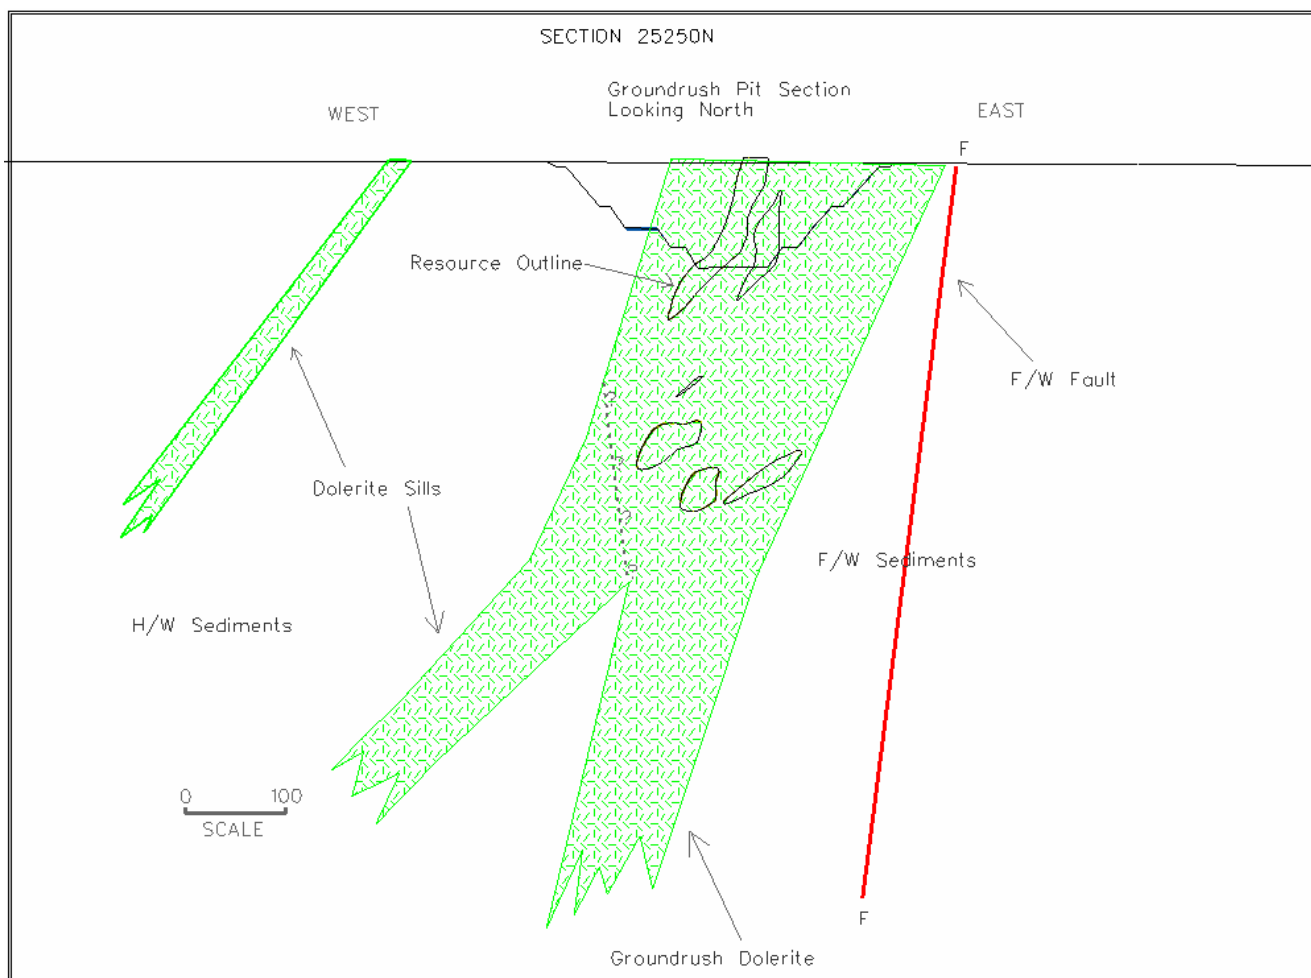 SECTION 25250N
Groundrush Pit Section
Looking North
WEST
EAST
F
Resource Outline
F/W Fault
Dolerite Sills
F/W Sediments
H/W Sediments
0 100
SCALE
F
Groundrush Dolerite